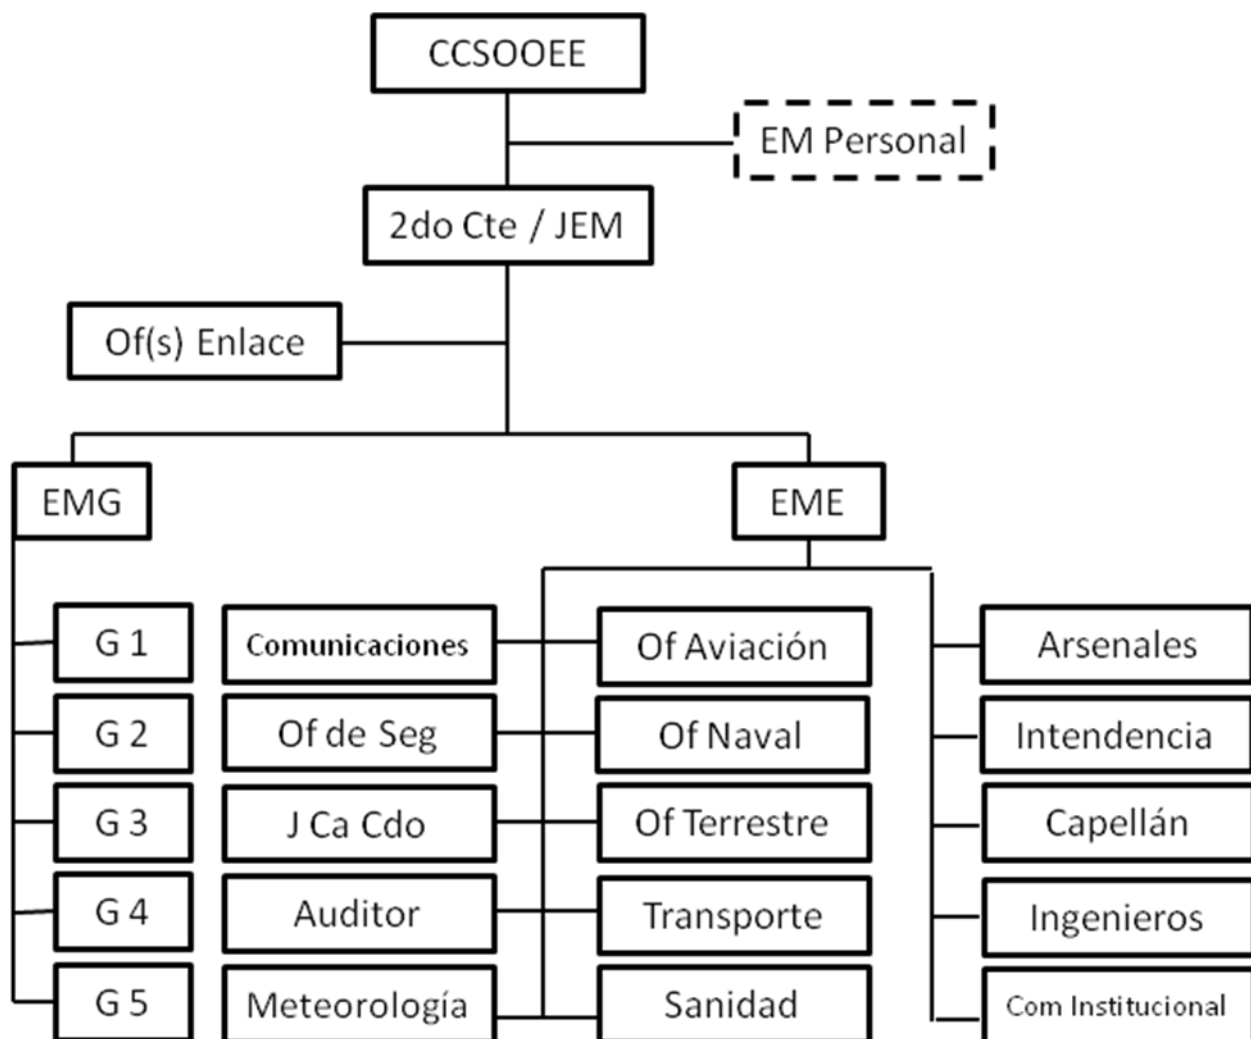 CCSOOEE
EM Personal
2do Cte / JEM
Of(s) Enlace
EMG
EME
G 1
Comunicaciones
Of Aviación
Arsenales
G 2
Of de Seg
Of Naval
Intendencia
G 3
J Ca Cdo
Of Terrestre
Capellán
G 4
Auditor
Transporte
Ingenieros
G 5
Meteorología
Sanidad
Com Institucional